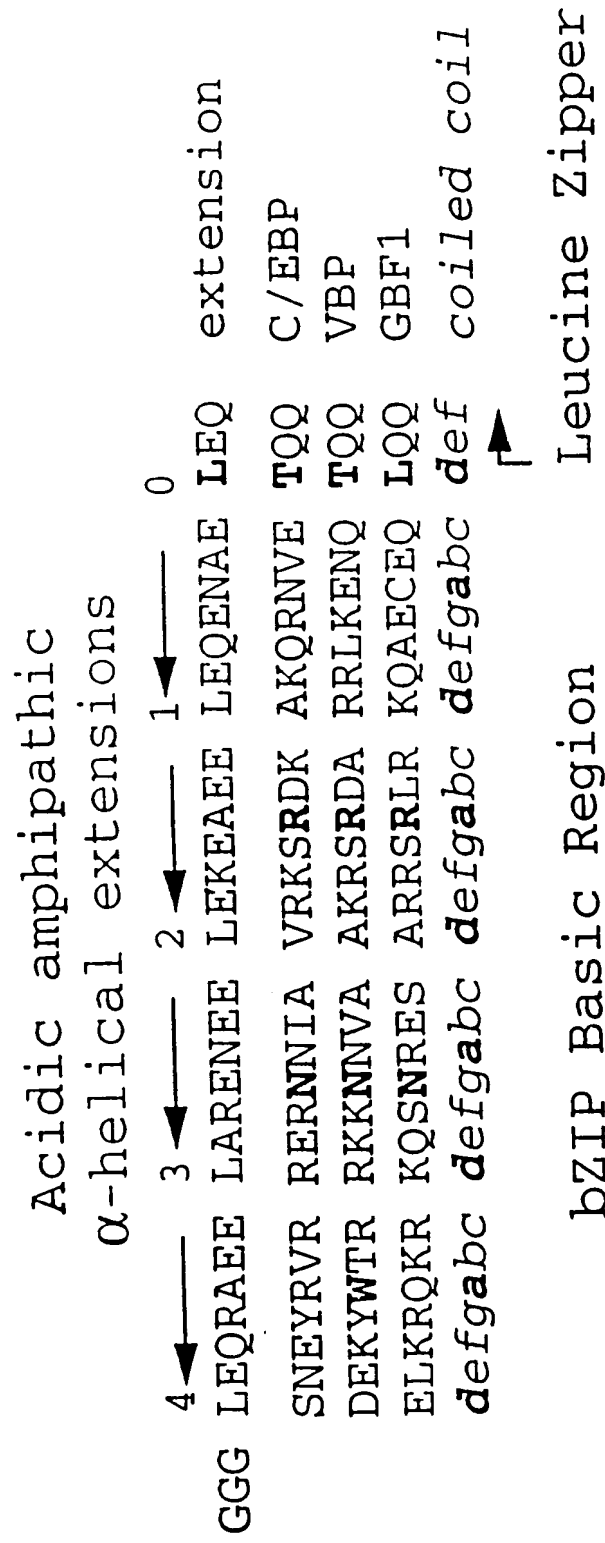 Acidic amphipathic
α-helical extensions
4 3 2 1 0
GGG LEQRAEE LARENEE LEKEAEE LEQENAE LEQ extension
SNEYRVR RERNNIA VRKSRDK AKQRNVE TQQ C/EBP
DEKYWTR RKKNNVA AKRSRDA RRLKENQ TQQ VBP
ELKRQKR KQSNRES ARRSRLR KQAECEQ LQQ GBF1
defgabc defgabc defgabc defgabc def coiled coil
bZIP Basic Region Leucine Zipper